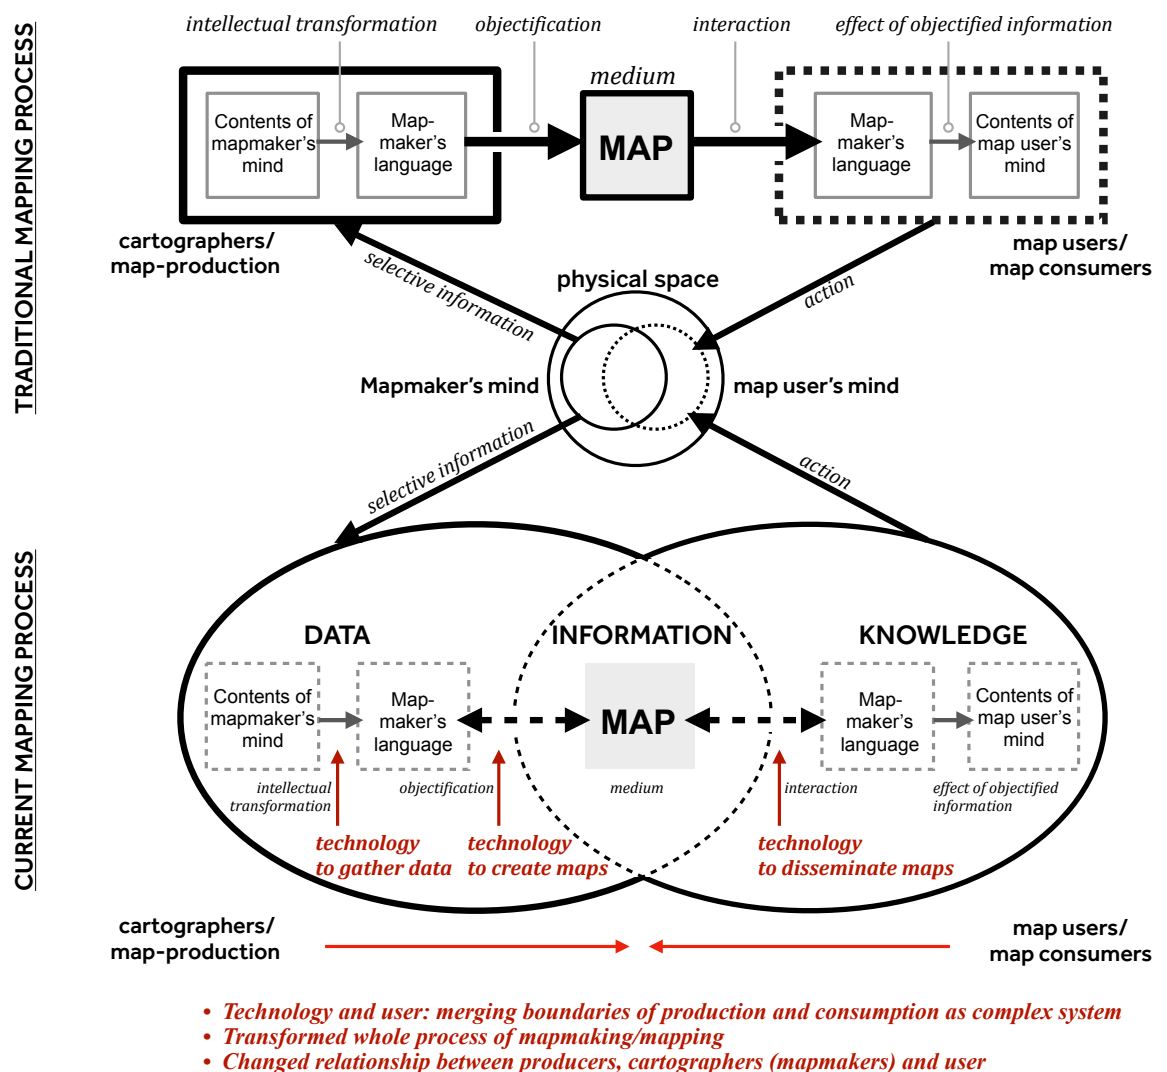 TRADITIONAL MAPPING PROCESS
intellectual transformation
objectification
interaction
effect of objectified information
medium
Contents of
mapmaker's
mind
Map-
maker's
language
MAP
Map-
maker's
language
Contents of
map user's
mind
cartographers/
map-production
map users/
map consumers
selective information
physical space
action
Mapmaker's mind
map user's mind
selective information
action
CURRENT MAPPING PROCESS
DATA
INFORMATION
KNOWLEDGE
Contents of
mapmaker's
mind
Map-
maker's
language
MAP
Map-
maker's
language
Contents of
map user's
mind
intellectual
transformation
objectification
medium
interaction
effect of objectified
information
technology
to gather data
technology
to create maps
technology
to disseminate maps
cartographers/
map-production
map users/
map consumers
• Technology and user: merging boundaries of production and consumption as complex system
• Transformed whole process of mapmaking/mapping
• Changed relationship between producers, cartographers (mapmakers) and user